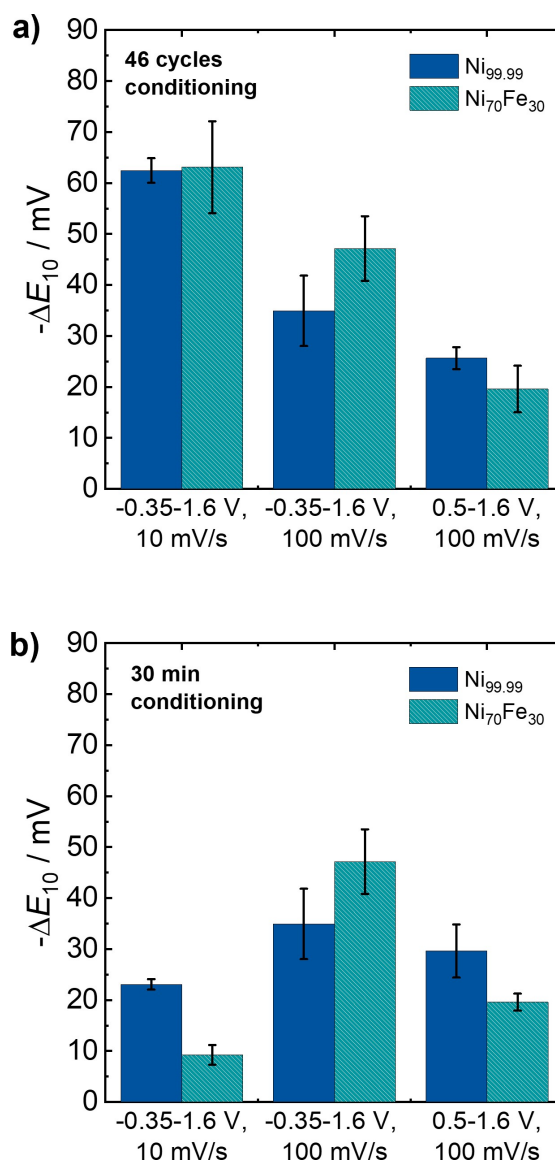 a)
46 cycles
conditioning
Ni99.99
Ni70Fe30
-ΔE10 / mV
90
80
70
60
50
40
30
20
10
0
-0.35-1.6 V,
10 mV/s
-0.35-1.6 V,
100 mV/s
0.5-1.6 V,
100 mV/s
b)
30 min
conditioning
Ni99.99
Ni70Fe30
-ΔE10 / mV
90
80
70
60
50
40
30
20
10
0
-0.35-1.6 V,
10 mV/s
-0.35-1.6 V,
100 mV/s
0.5-1.6 V,
100 mV/s